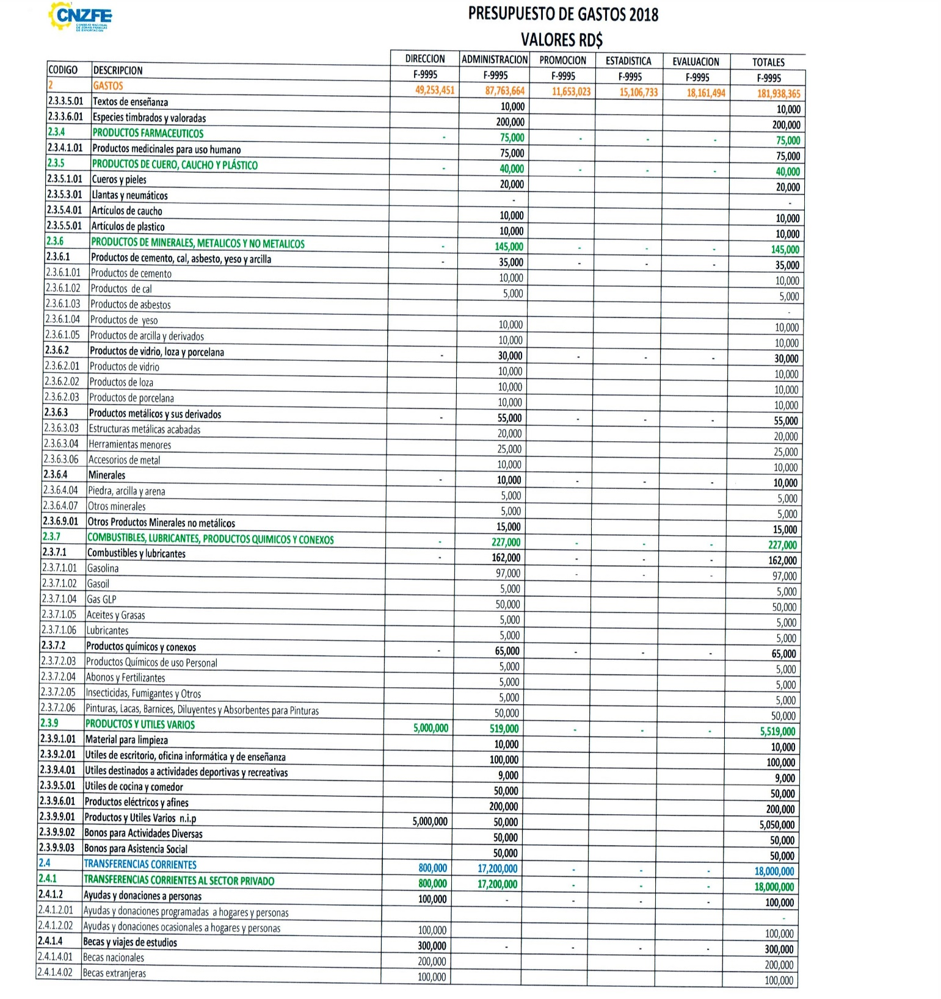 CNZFE
CONSEJO NACIONAL
DE ZONAS FRANCAS
DE EXPORTACION
PRESUPUESTO DE GASTOS 2018
VALORES RD$
DIRECCION ADMINISTRACION PROMOCION ESTADISTICA EVALUACION TOTALES
CODIGO DESCRIPCION F-9995 F-9995 F-9995 F-9995 F-9995 F-9995
2 GASTOS 49,253,451 87,763,664 11,653,023 15,106,733 18,161,494 181,938,365
2.3.3.5.01 Textos de enseñanza 10,000 10,000
2.3.3.6.01 Especies timbrados y valoradas 200,000 200,000
2.3.4 PRODUCTOS FARMACEUTICOS - 75,000 - - - 75,000
2.3.4.1.01 Productos medicinales para uso humano 75,000 75,000
2.3.5 PRODUCTOS DE CUERO, CAUCHO Y PLÁSTICO - 40,000 - - - 40,000
2.3.5.1.01 Cueros y pieles 20,000 20,000
2.3.5.3.01 Llantas y neumáticos - -
2.3.5.4.01 Artículos de caucho 10,000 10,000
2.3.5.5.01 Artículos de plastico 10,000 10,000
2.3.6 PRODUCTOS DE MINERALES, METALICOS Y NO METALICOS - 145,000 - - - 145,000
2.3.6.1 Productos de cemento, cal, asbesto, yeso y arcilla - 35,000 - - - 35,000
2.3.6.1.01 Productos de cemento 10,000 10,000
2.3.6.1.02 Productos de cal 5,000 5,000
2.3.6.1.03 Productos de asbestos -
2.3.6.1.04 Productos de yeso 10,000 10,000
2.3.6.1.05 Productos de arcilla y derivados 10,000 10,000
2.3.6.2 Productos de vidrio, loza y porcelana - 30,000 - - - 30,000
2.3.6.2.01 Productos de vidrio 10,000 10,000
2.3.6.2.02 Productos de loza 10,000 10,000
2.3.6.2.03 Productos de porcelana 10,000 10,000
2.3.6.3 Productos metálicos y sus derivados - 55,000 - - - 55,000
2.3.6.3.03 Estructuras metálicas acabadas 20,000 20,000
2.3.6.3.04 Herramientas menores 25,000 25,000
2.3.6.3.06 Accesorios de metal 10,000 10,000
2.3.6.4 Minerales - 10,000 - - - 10,000
2.3.6.4.04 Piedra, arcilla y arena 5,000 5,000
2.3.6.4.07 Otros minerales 5,000 5,000
2.3.6.9.01 Otros Productos Minerales no metálicos 15,000 15,000
2.3.7 COMBUSTIBLES, LUBRICANTES, PRODUCTOS QUIMICOS Y CONEXOS - 227,000 - - - 227,000
2.3.7.1 Combustibles y lubricantes - 162,000 - - - 162,000
2.3.7.1.01 Gasolina 97,000 - - - 97,000
2.3.7.1.02 Gasoil 5,000 5,000
2.3.7.1.04 Gas GLP 50,000 50,000
2.3.7.1.05 Aceites y Grasas 5,000 5,000
2.3.7.1.06 Lubricantes 5,000 5,000
2.3.7.2 Productos químicos y conexos - 65,000 - - - 65,000
2.3.7.2.03 Productos Químicos de uso Personal 5,000 5,000
2.3.7.2.04 Abonos y Fertilizantes 5,000 5,000
2.3.7.2.05 Insecticidas, Fumigantes y Otros 5,000 5,000
2.3.7.2.06 Pinturas, Lacas, Barnices, Diluyentes y Absorbentes para Pinturas 50,000 50,000
2.3.9 PRODUCTOS Y UTILES VARIOS 5,000,000 519,000 - - - 5,519,000
2.3.9.1.01 Material para limpieza 10,000 10,000
2.3.9.2.01 Utiles de escritorio, oficina informática y de enseñanza 100,000 100,000
2.3.9.4.01 Utiles destinados a actividades deportivas y recreativas 9,000 9,000
2.3.9.5.01 Utiles de cocina y comedor 50,000 50,000
2.3.9.6.01 Productos eléctricos y afines 200,000 200,000
2.3.9.9.01 Productos y Utiles Varios n.i.p 5,000,000 50,000 5,050,000
2.3.9.9.02 Bonos para Actividades Diversas 50,000 50,000
2.3.9.9.03 Bonos para Asistencia Social 50,000 50,000
2.4 TRANSFERENCIAS CORRIENTES 800,000 17,200,000 - - - 18,000,000
2.4.1 TRANSFERENCIAS CORRIENTES AL SECTOR PRIVADO 800,000 17,200,000 - - - 18,000,000
2.4.1.2 Ayudas y donaciones a personas 100,000 - - - - 100,000
2.4.1.2.01 Ayudas y donaciones programadas a hogares y personas -
2.4.1.2.02 Ayudas y donaciones ocasionales a hogares y personas 100,000 100,000
2.4.1.4 Becas y viajes de estudios 300,000 - - - - 300,000
2.4.1.4.01 Becas nacionales 200,000 200,000
2.4.1.4.02 Becas extranjeras 100,000 100,000